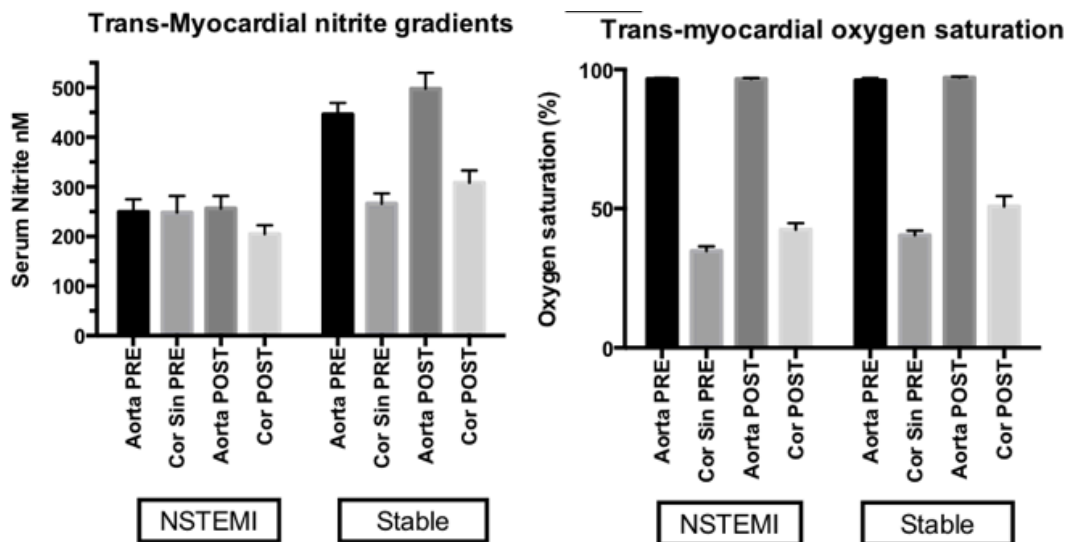 Trans-Myocardial nitrite gradients
Serum Nitrite nM
500
400
300
200
100
0
Aorta PRE
Cor Sin PRE
Aorta POST
Cor POST
Aorta PRE
Cor Sin PRE
Aorta POST
Cor POST
NSTEMI
Stable
Trans-myocardial oxygen saturation
Oxygen saturation (%)
100
50
0
Aorta PRE
Cor Sin PRE
Aorta POST
Cor POST
Aorta PRE
Cor Sin PRE
Aorta POST
Cor POST
NSTEMI
Stable